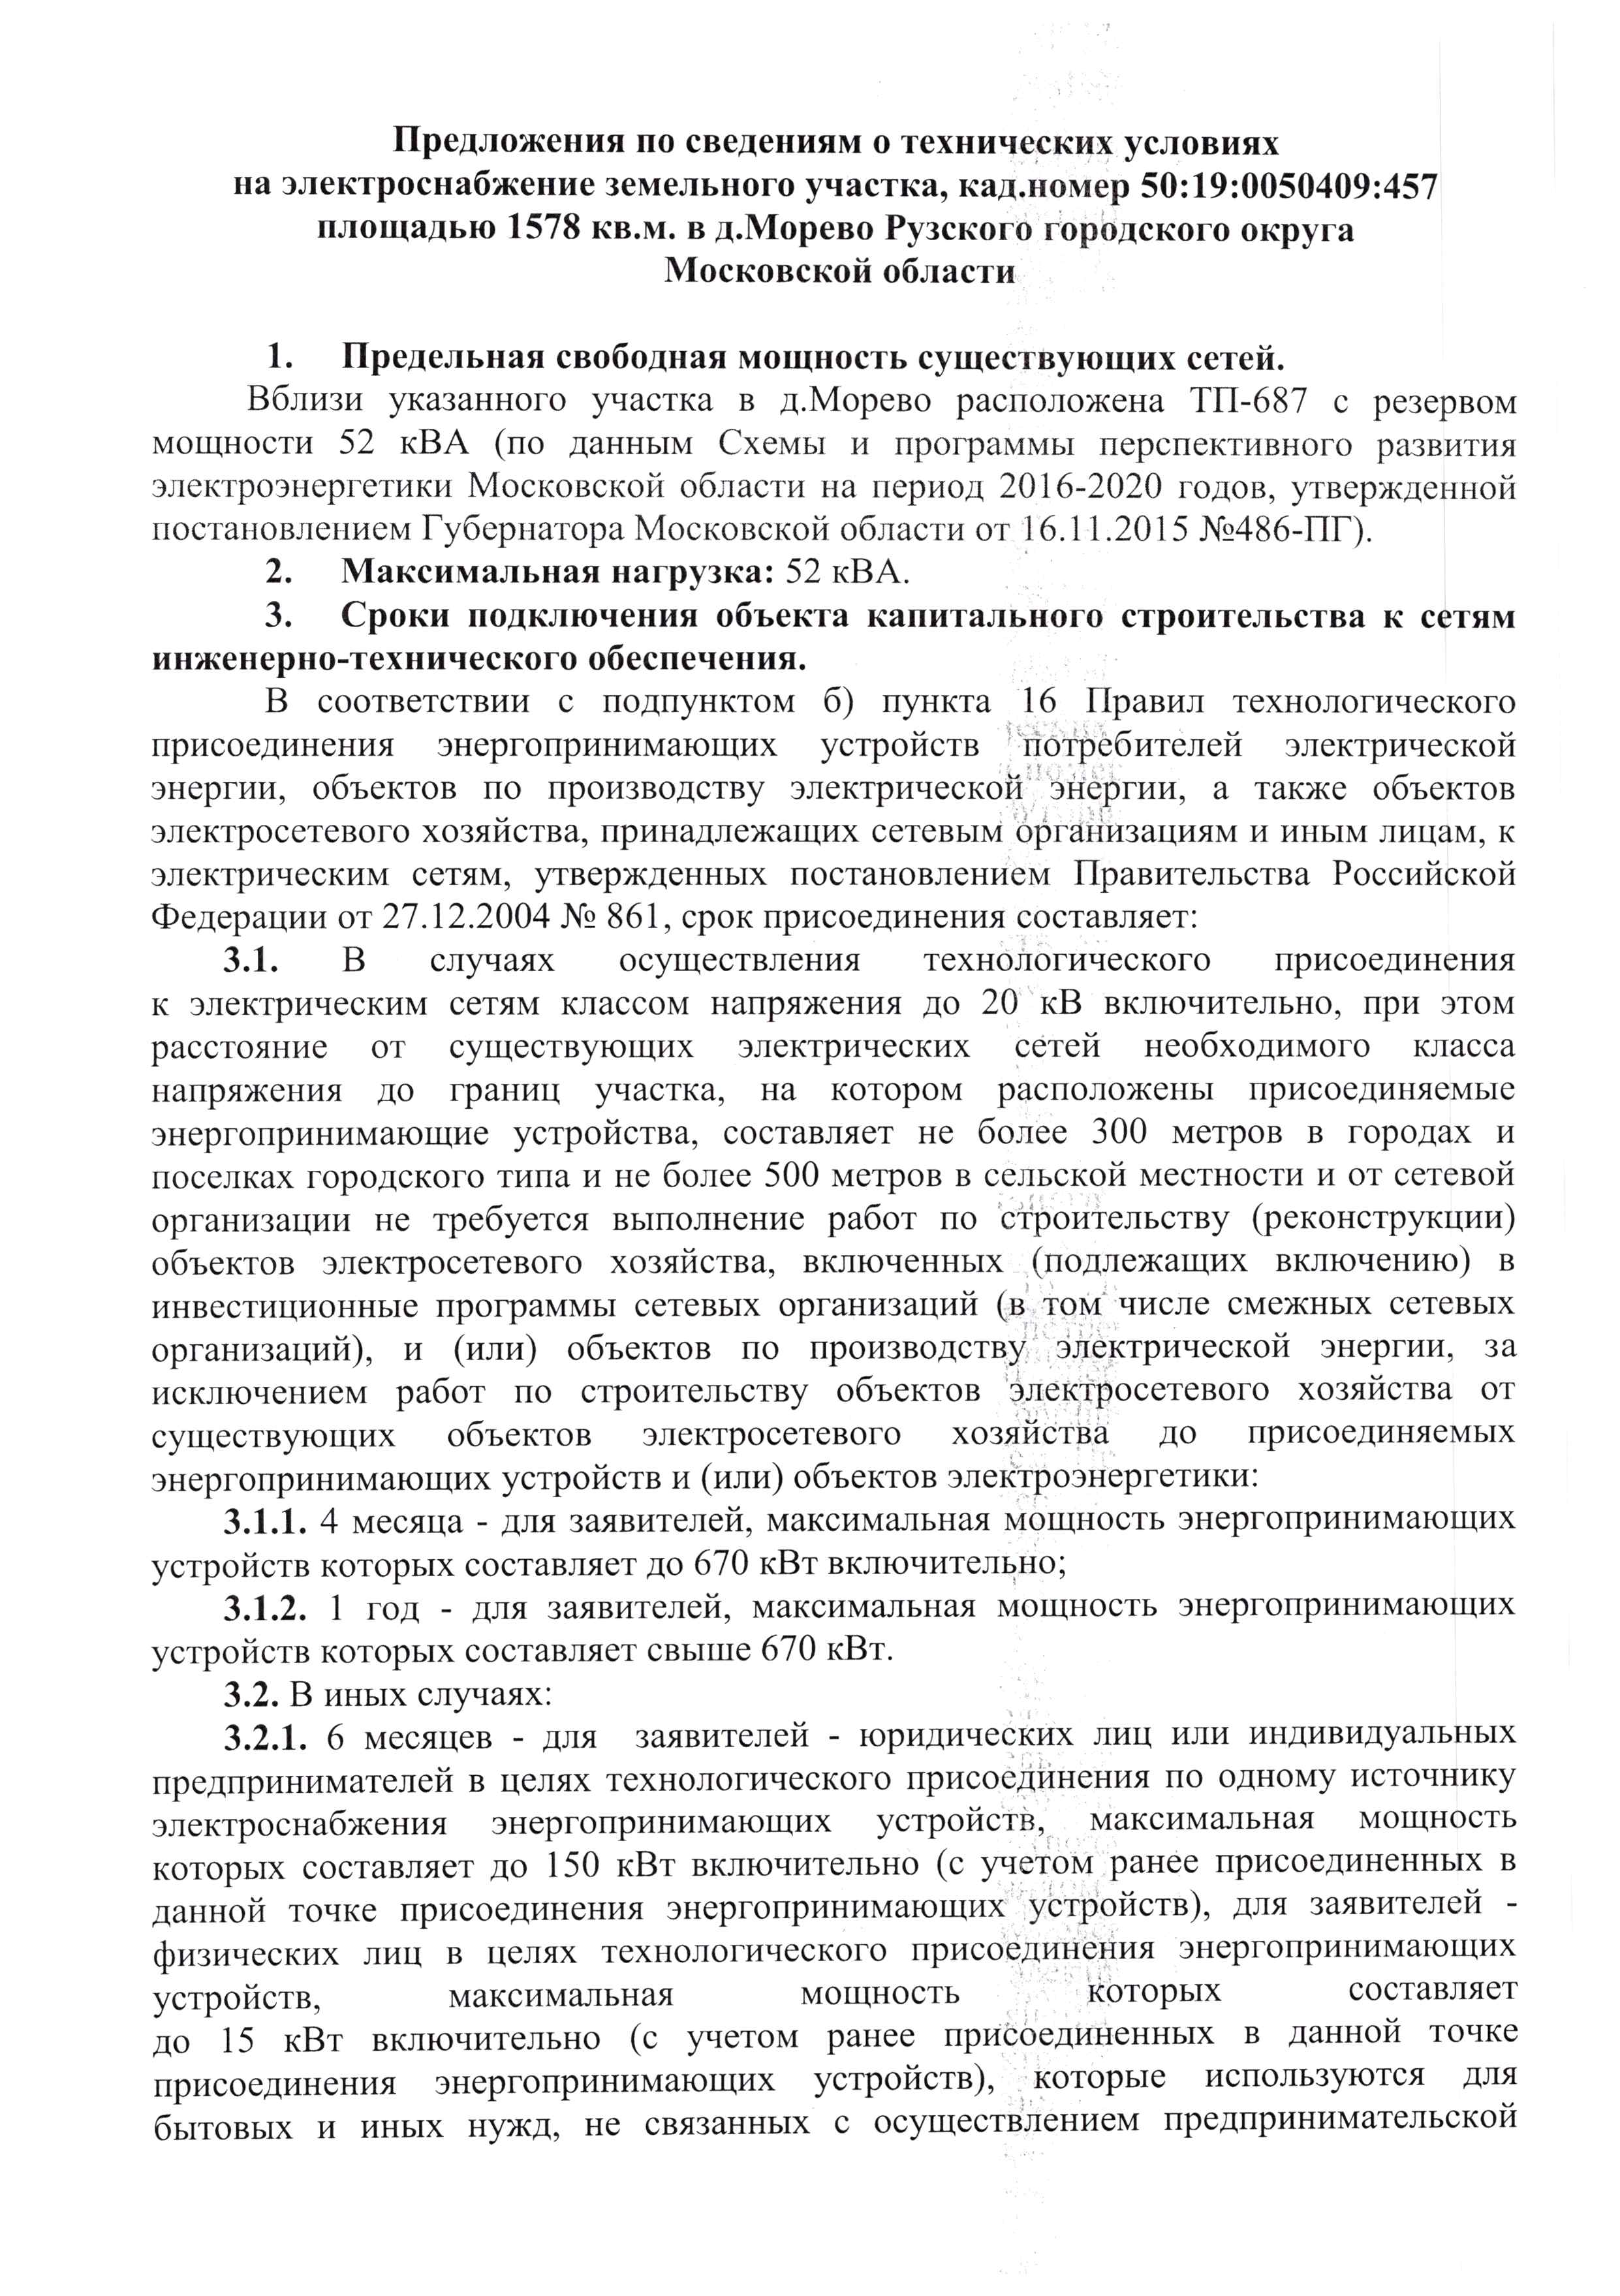 Предложения по сведениям о технических условиях
на электроснабжение земельного участка, кад.номер 50:19:0050409:457
площадью 1578 кв.м. в д.Морево Рузского городского округа
Московской области
1. Предельная свободная мощность существующих сетей.
Вблизи указанного участка в д.Морево расположена ТП-687 с резервом
мощности 52 кВА (по данным Схемы и программы перспективного развития
электроэнергетики Московской области на период 2016-2020 годов, утвержденной
постановлением Губернатора Московской области от 16.11.2015 №486-ПГ).
2. Максимальная нагрузка: 52 кВА.
3. Сроки подключения объекта капитального строительства к сетям
инженерно-технического обеспечения.
В соответствии с подпунктом б) пункта 16 Правил технологического
присоединения энергопринимающих устройств потребителей электрической
энергии, объектов по производству электрической энергии, а также объектов
электросетевого хозяйства, принадлежащих сетевым организациям и иным лицам, к
электрическим сетям, утвержденных постановлением Правительства Российской
Федерации от 27.12.2004 № 861, срок присоединения составляет:
3.1. В случаях осуществления технологического присоединения
к электрическим сетям классом напряжения до 20 кВ включительно, при этом
расстояние от существующих электрических сетей необходимого класса
напряжения до границ участка, на котором расположены присоединяемые
энергопринимающие устройства, составляет не более 300 метров в городах и
поселках городского типа и не более 500 метров в сельской местности и от сетевой
организации не требуется выполнение работ по строительству (реконструкции)
объектов электросетевого хозяйства, включенных (подлежащих включению) в
инвестиционные программы сетевых организаций (в том числе смежных сетевых
организаций), и (или) объектов по производству электрической энергии, за
исключением работ по строительству объектов электросетевого хозяйства от
существующих объектов электросетевого хозяйства до присоединяемых
энергопринимающих устройств и (или) объектов электроэнергетики:
3.1.1. 4 месяца - для заявителей, максимальная мощность энергопринимающих
устройств которых составляет до 670 кВт включительно;
3.1.2. 1 год - для заявителей, максимальная мощность энергопринимающих
устройств которых составляет свыше 670 кВт.
3.2. В иных случаях:
3.2.1. 6 месяцев - для заявителей - юридических лиц или индивидуальных
предпринимателей в целях технологического присоединения по одному источнику
электроснабжения энергопринимающих устройств, максимальная мощность
которых составляет до 150 кВт включительно (с учетом ранее присоединенных в
данной точке присоединения энергопринимающих устройств), для заявителей -
физических лиц в целях технологического присоединения энергопринимающих
устройств, максимальная мощность которых составляет
до 15 кВт включительно (с учетом ранее присоединенных в данной точке
присоединения энергопринимающих устройств), которые используются для
бытовых и иных нужд, не связанных с осуществлением предпринимательской